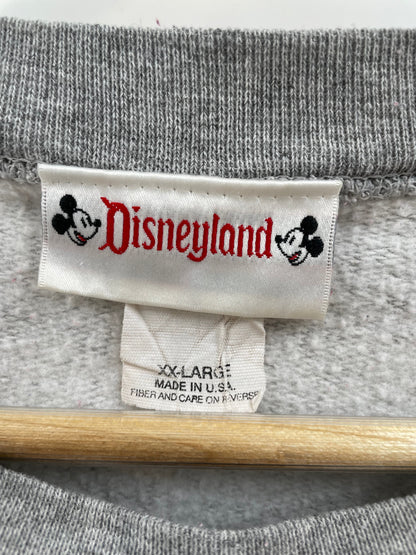 Disneyland
XX-LARGE
MADE IN U.S.A.
FIBER AND CARE ON REVERSE